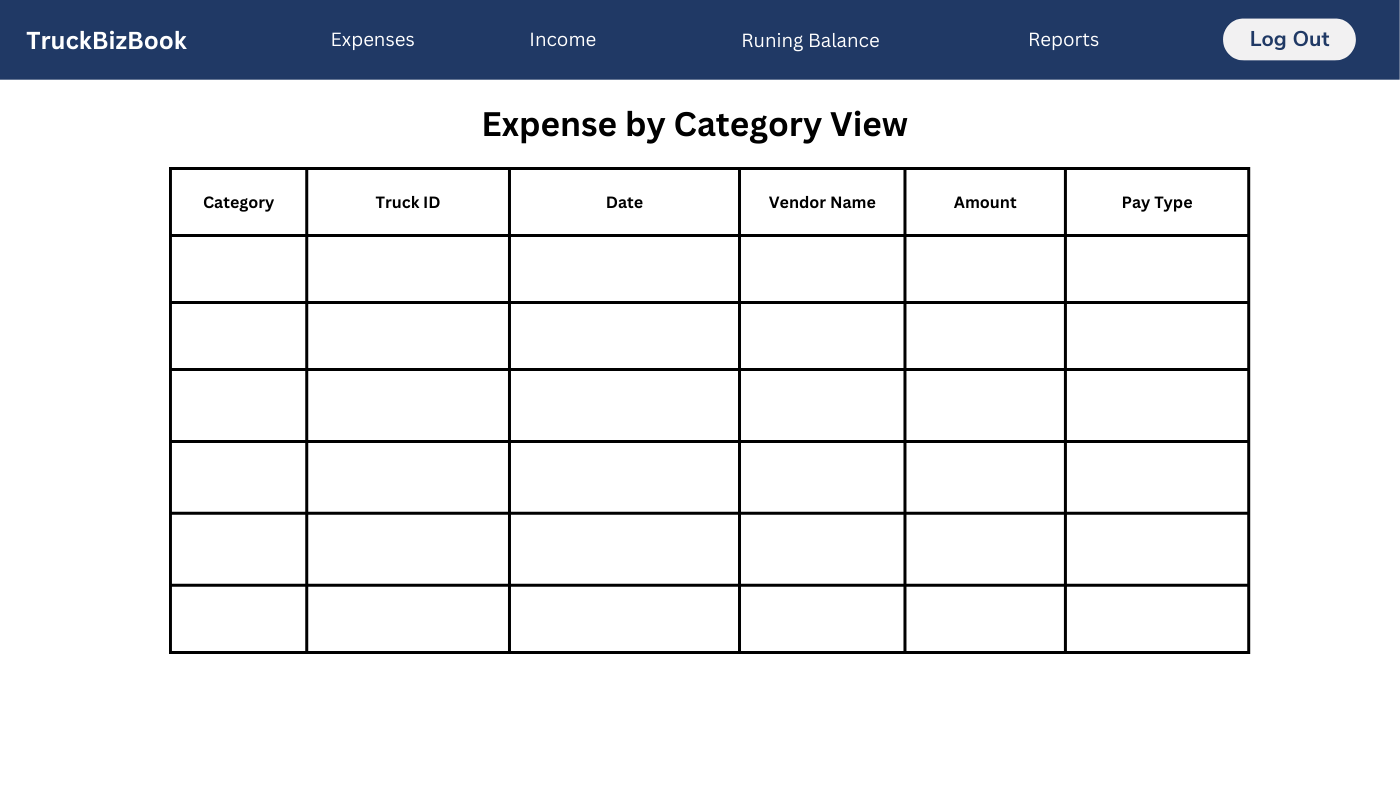 TruckBizBook Expenses Income Runing Balance Reports Log Out
Expense by Category View
Category Truck ID Date Vendor Name Amount Pay Type